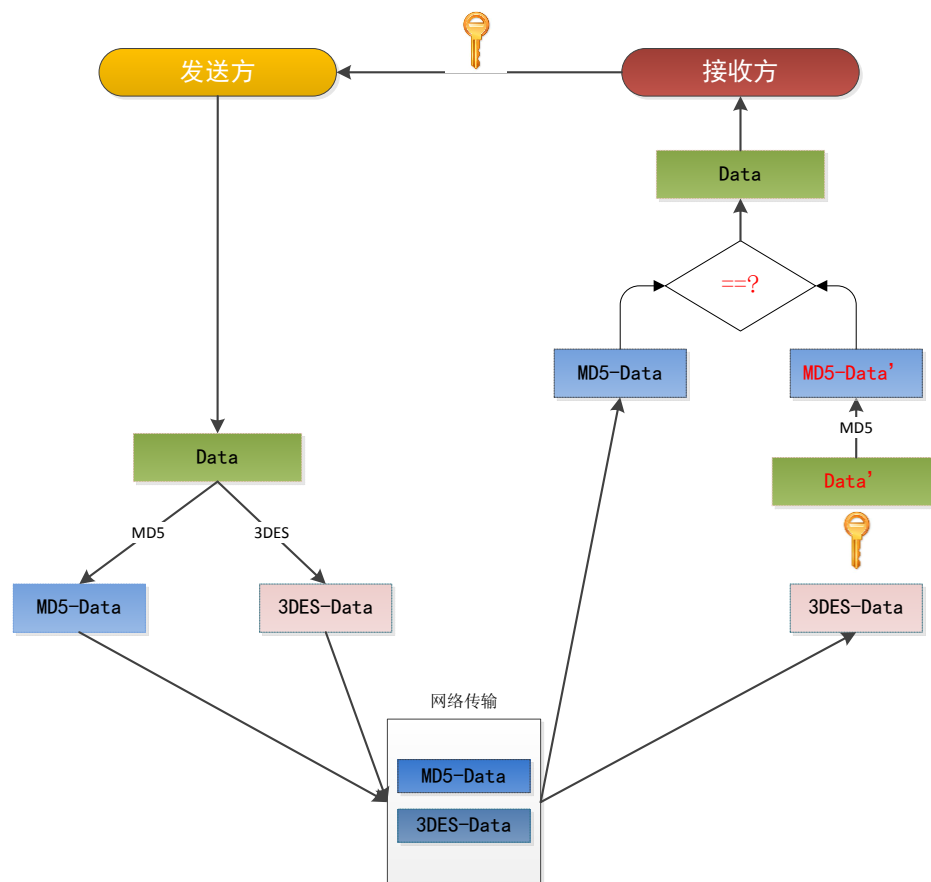 发送方
接收方
Data
==?
MD5-Data
MD5-Data'
MD5
Data
Data'
MD5
3DES
MD5-Data
3DES-Data
3DES-Data
网络传输
MD5-Data
3DES-Data